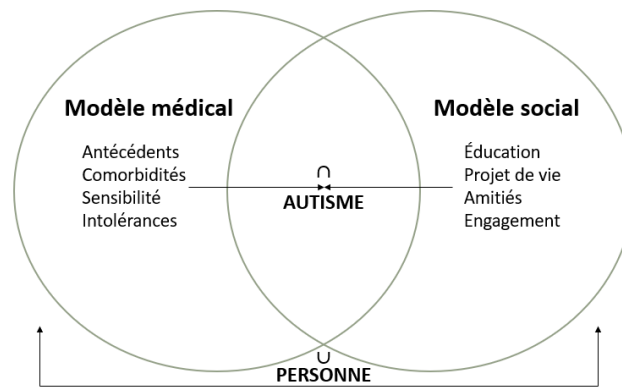 Modèle médical
Antécédents
Comorbidités
Sensibilité
Intolérances
Modèle social
Éducation
Projet de vie
Amitiés
Engagement
∩
AUTISME
∪
PERSONNE